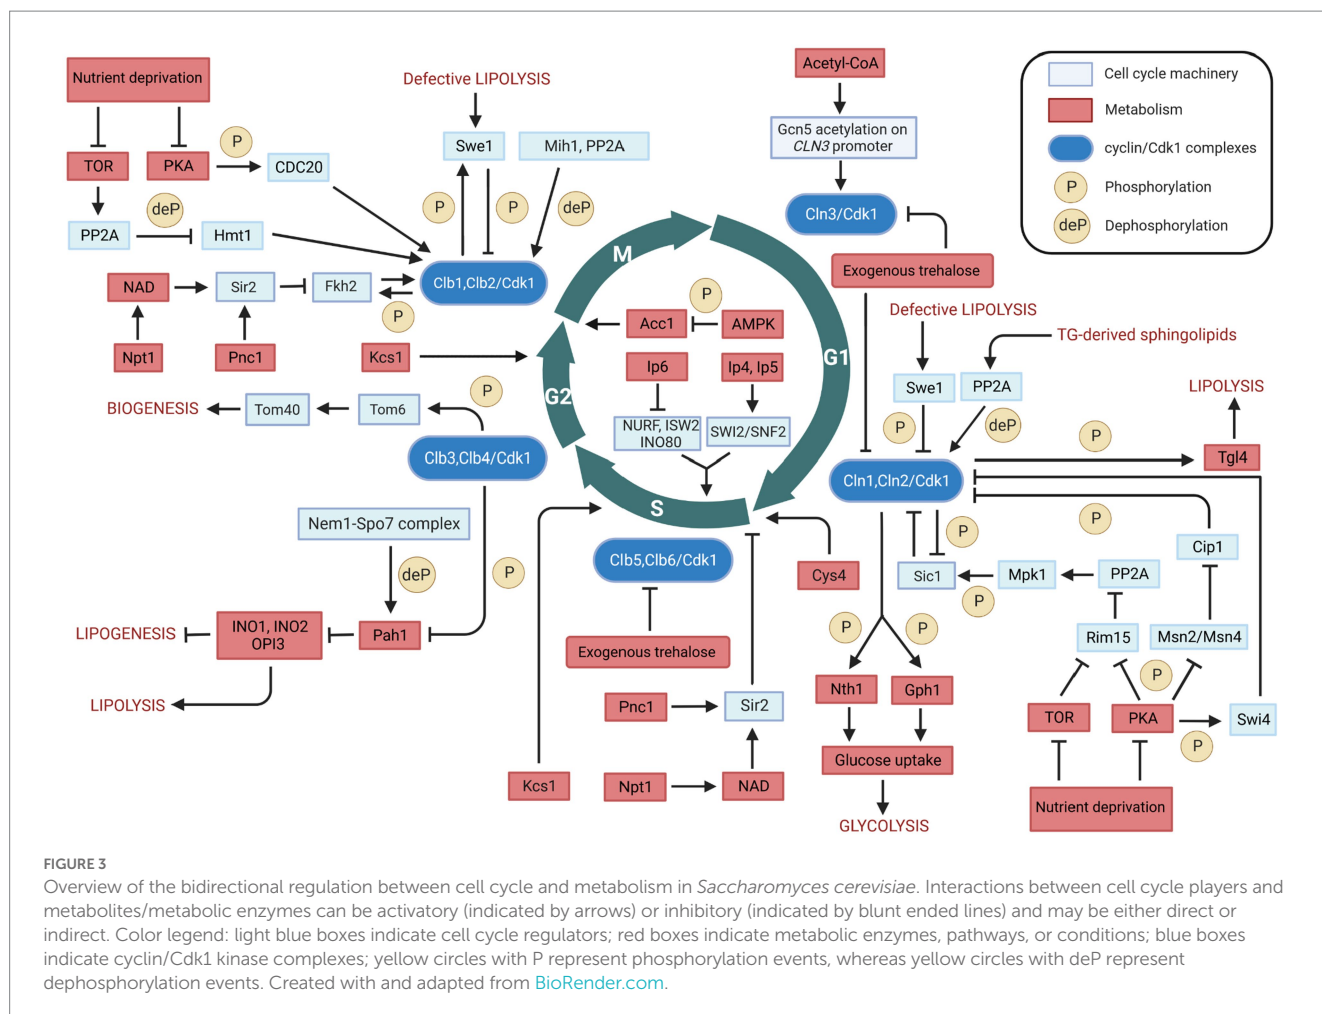 Nutrient deprivation
TOR
PKA
P
CDC20
deP
PP2A
Hmt1
NAD
Sir2
Fkh2
P
Npt1
Pnc1
Kcs1
Defective LIPOLYSIS
Swe1
Mih1, PP2A
P
P
deP
Clb1,Clb2/Cdk1
BIOGENESIS
Tom40
Tom6
P
Clb3,Clb4/Cdk1
Nem1-Spo7 complex
deP
P
LIPOGENESIS
INO1, INO2
OPI3
Pah1
LIPOLYSIS
M
G1
G2
S
P
Acc1
AMPK
Ip6
Ip4, Ip5
NURF, ISW2
INO80
SWI2/SNF2
Clb5,Clb6/Cdk1
Exogenous trehalose
Pnc1
Sir2
Kcs1
Npt1
NAD
Cys4
Acetyl-CoA
Gcn5 acetylation on
CLN3 promoter
Cln3/Cdk1
Exogenous trehalose
Defective LIPOLYSIS
TG-derived sphingolipids
Swe1
PP2A
P
deP
LIPOLYSIS
P
Tgl4
Cln1,Cln2/Cdk1
P
P
Cip1
Sic1
Mpk1
PP2A
P
Rim15
Msn2/Msn4
P
P
P
Nth1
Gph1
TOR
PKA
Swi4
P
Glucose uptake
Nutrient deprivation
GLYCOLYSIS
Cell cycle machinery
Metabolism
cyclin/Cdk1 complexes
P
Phosphorylation
deP
Dephosphorylation
FIGURE 3
Overview of the bidirectional regulation between cell cycle and metabolism in Saccharomyces cerevisiae. Interactions between cell cycle players and
metabolites/metabolic enzymes can be activatory (indicated by arrows) or inhibitory (indicated by blunt ended lines) and may be either direct or
indirect. Color legend: light blue boxes indicate cell cycle regulators; red boxes indicate metabolic enzymes, pathways, or conditions; blue boxes
indicate cyclin/Cdk1 kinase complexes; yellow circles with P represent phosphorylation events, whereas yellow circles with deP represent
dephosphorylation events. Created with and adapted from BioRender.com.